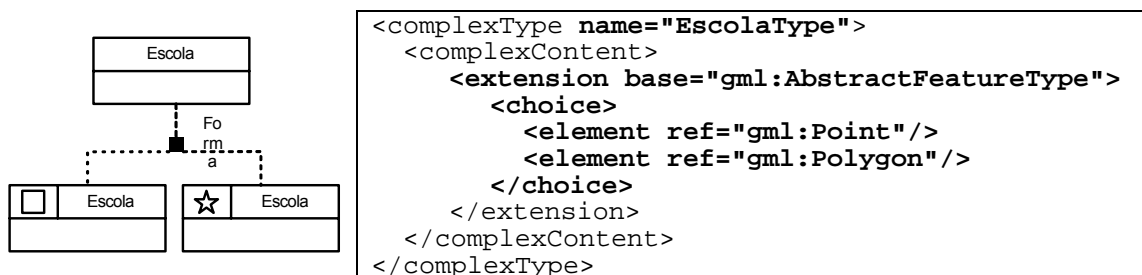 Escola
Fo
rm
a
Escola
Escola
<complexType name="EscolaType">
<complexContent>
<extension base="gml:AbstractFeatureType">
<choice>
<element ref="gml:Point"/>
<element ref="gml:Polygon"/>
</choice>
</extension>
</complexContent>
</complexType>